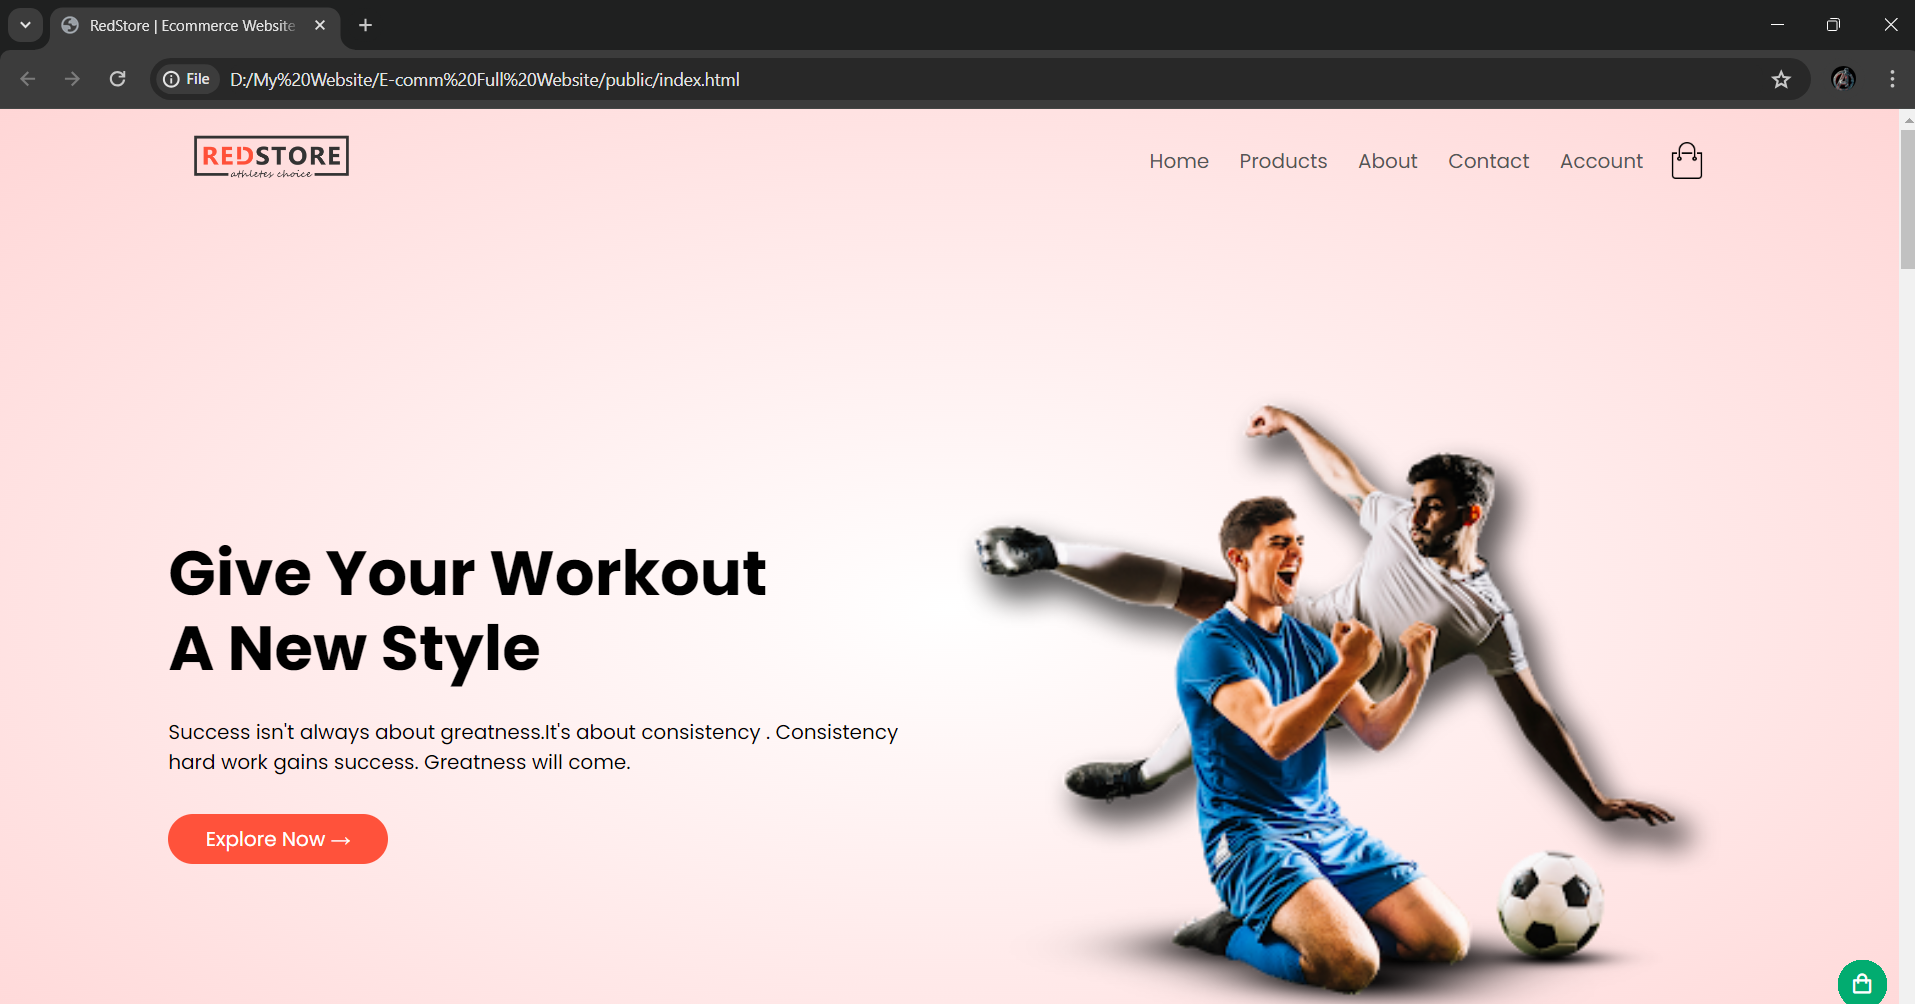 RedStore | Ecommerce Website
File
D:/My%20Website/E-comm%20Full%20Website/public/index.html
REDSTORE
athletes choice
Home
Products
About
Contact
Account
Give Your Workout
A New Style
Success isn't always about greatness.It's about consistency . Consistency
hard work gains success. Greatness will come.
Explore Now →